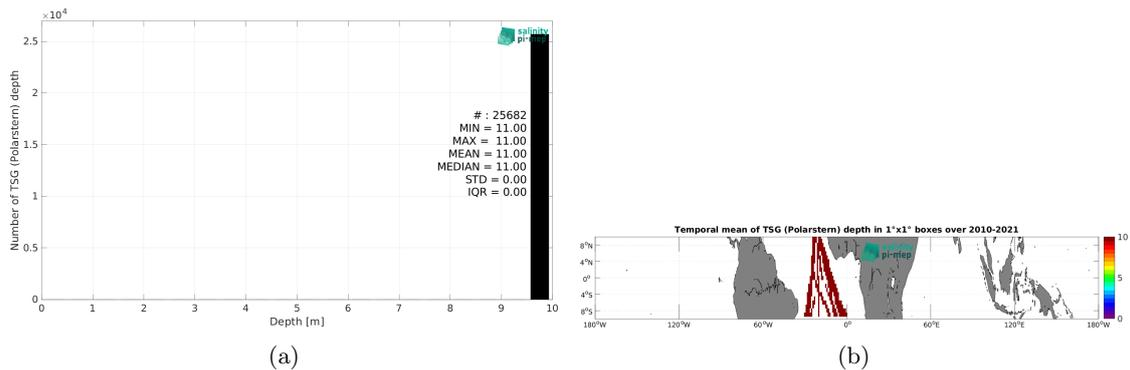 ×10⁴
2.5
2
1.5
1
0.5
0
Number of TSG (Polarstern) depth
salinity
pi-mep
# : 25682
MIN = 11.00
MAX = 11.00
MEAN = 11.00
MEDIAN = 11.00
STD = 0.00
IQR = 0.00
0 1 2 3 4 5 6 7 8 9 10
Depth [m]
(a)
Temporal mean of TSG (Polarstern) depth in 1°x1° boxes over 2010-2021
8°N
4°N
0°
4°S
8°S
salinity
pi-mep
180°W 120°W 60°W 0° 60°E 120°E 180°W
10
5
0
(b)